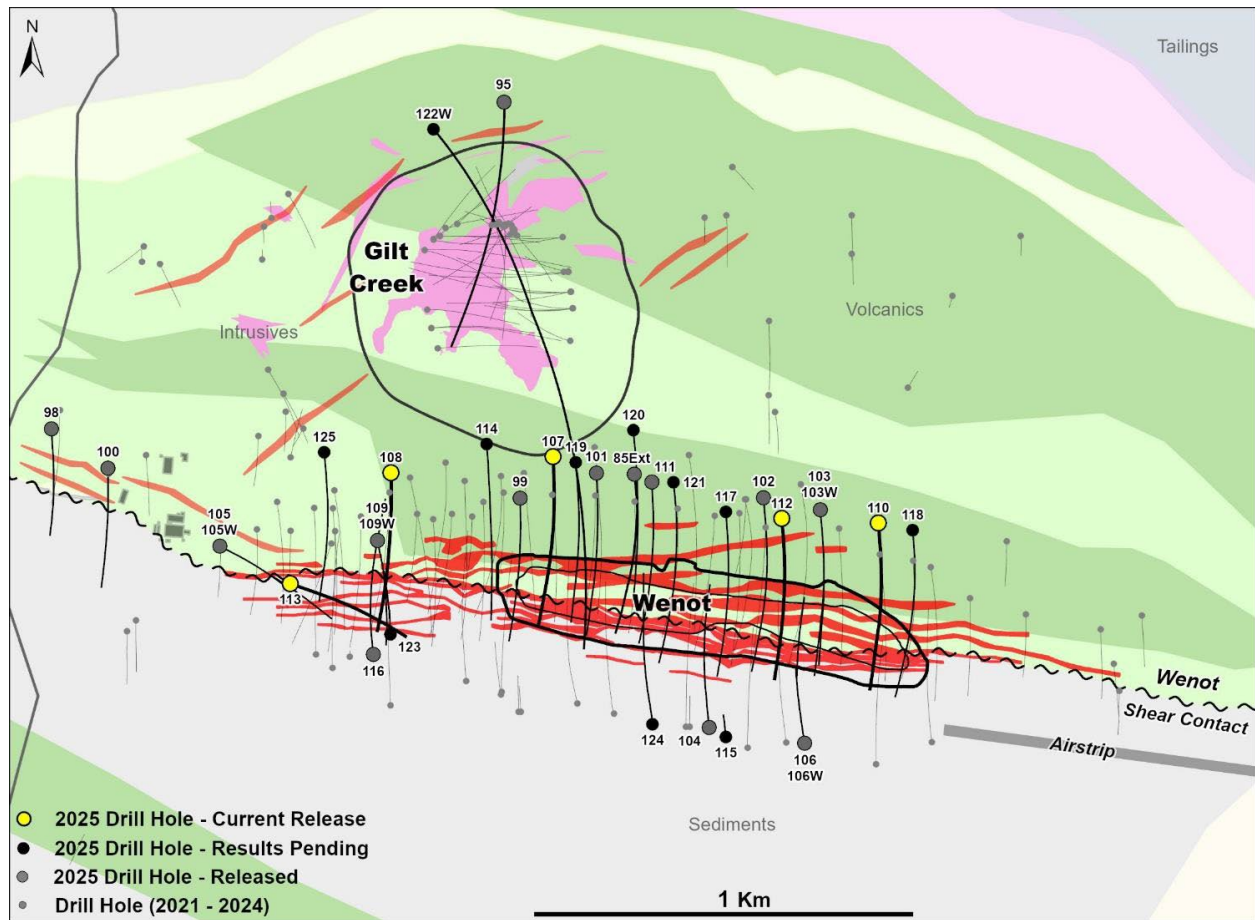 N
Tailings
95
122W
Gilt
Creek
Volcanics
Intrusives
98
100
125
108
114
107
119
120
101
85Ext
111
121
99
117
102
103
103W
112
110
118
105
105W
109
109W
113
Wenot
123
116
124
104
115
106
106W
Wenot
Shear Contact
Airstrip
2025 Drill Hole - Current Release
2025 Drill Hole - Results Pending
2025 Drill Hole - Released
Drill Hole (2021 - 2024)
Sediments
1 Km